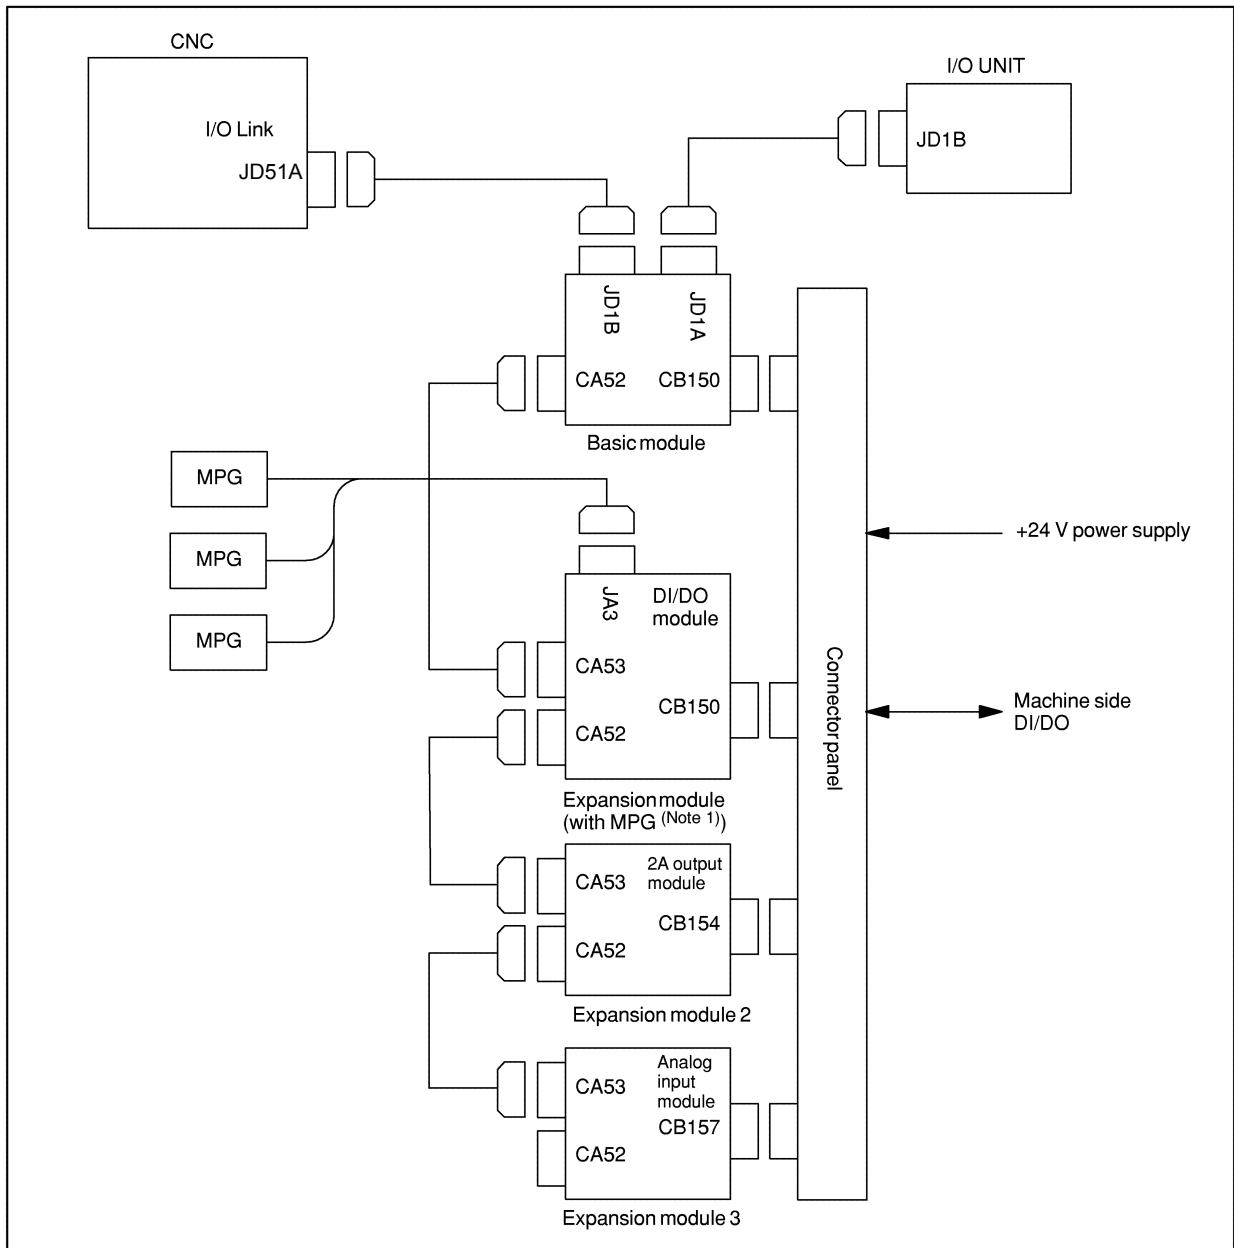 CNC
I/O UNIT
I/O Link
JD51A
JD1B
JD1B
JD1A
CA52
CB150
Basic module
MPG
MPG
MPG
+24 V power supply
JA3
DI/DO
module
CA53
CB150
CA52
Connector panel
Machine side
DI/DO
Expansion module
(with MPG (Note 1))
CA53
2A output
module
CB154
CA52
Expansion module 2
CA53
Analog
input
module
CB157
CA52
Expansion module 3